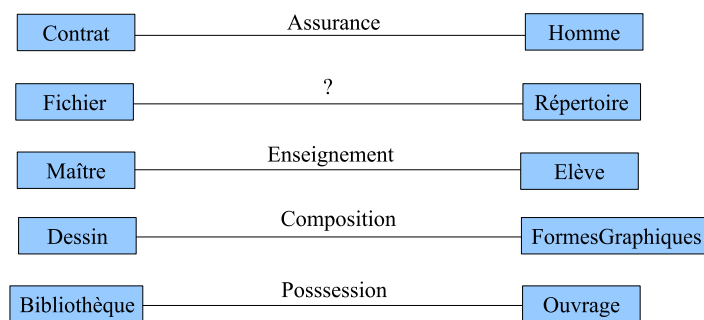 Contrat Assurance Homme
Fichier ? Répertoire
Maître Enseignement Elève
Dessin Composition FormesGraphiques
Bibliothèque Posssession Ouvrage